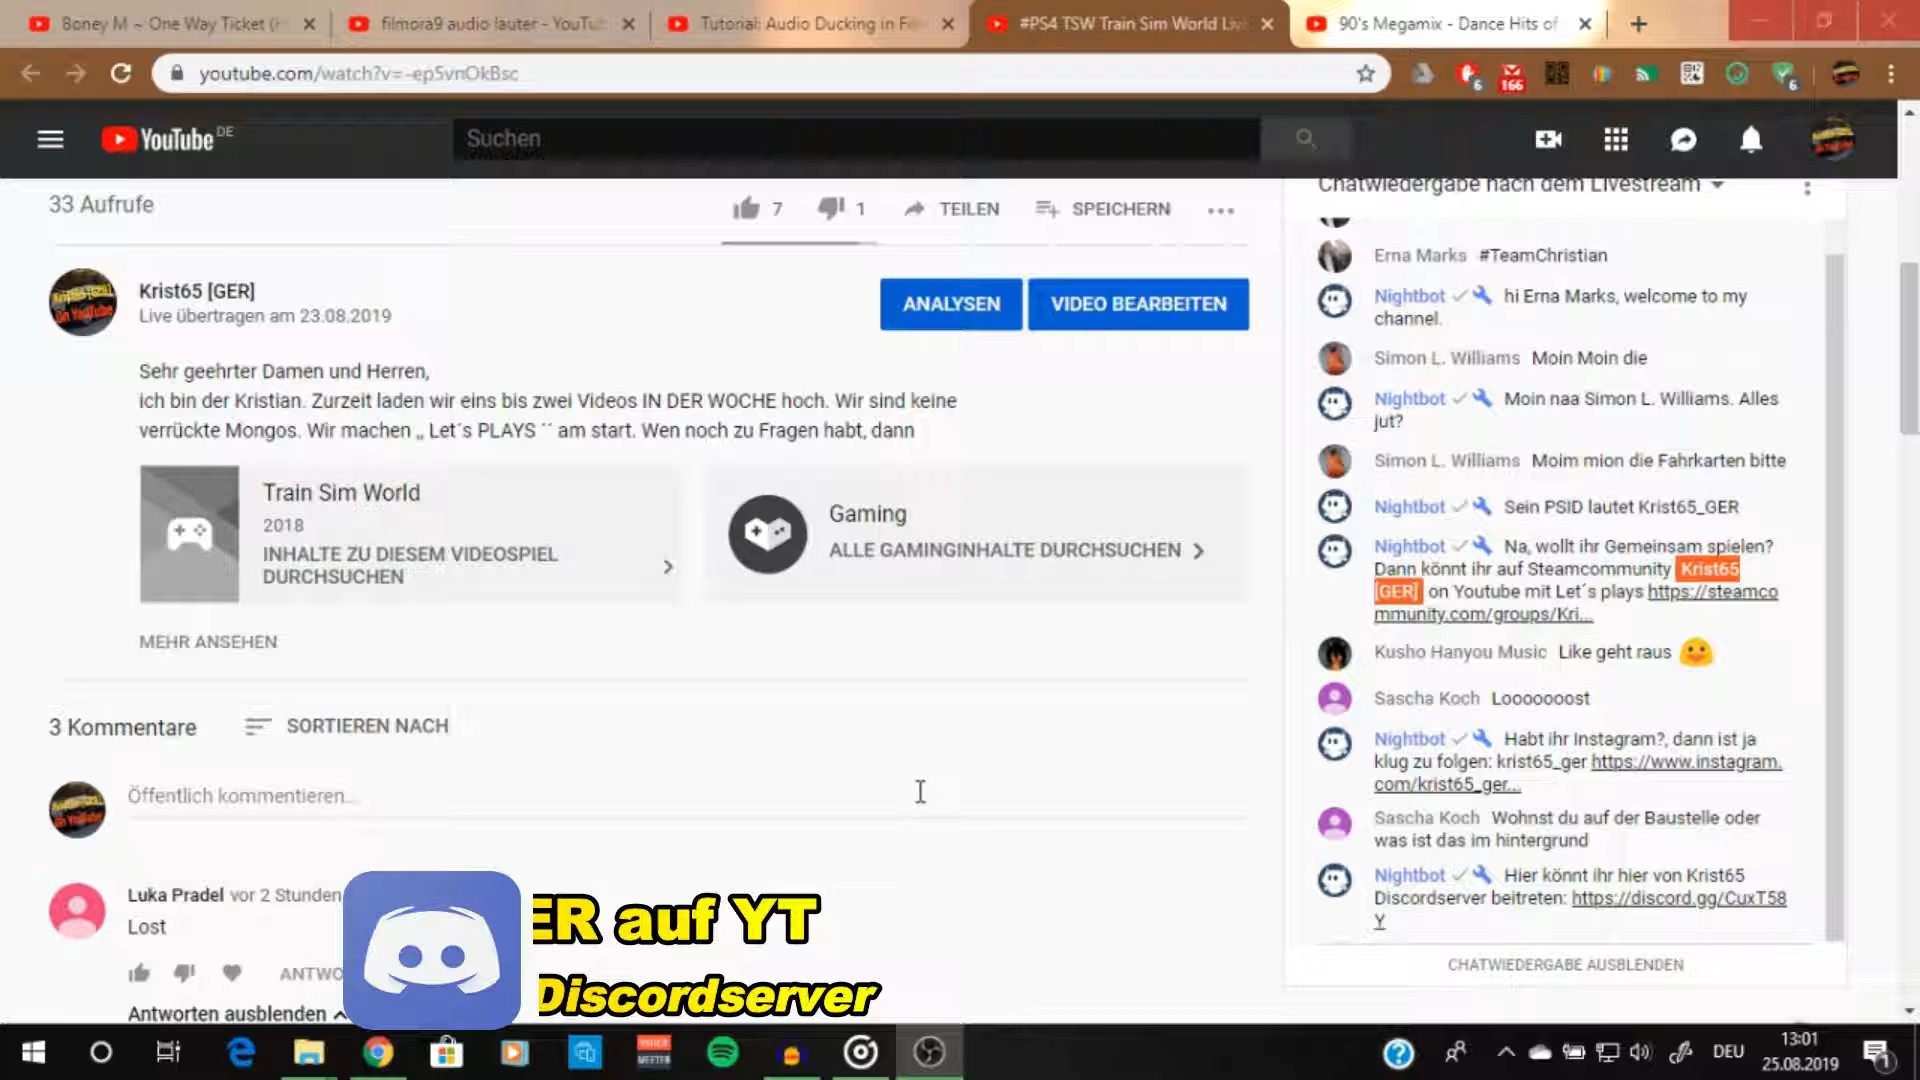 Boney M ~ One Way Ticket (
filmora9 audio lauter - YouTu
Tutorial: Audio Ducking in F
#PS4 TSW Train Sim World Liv
90's Megamix - Dance Hits of
youtube.com/watch?v=-ep5vnOkBsc
6
166
6
YouTube DE
Suchen
33 Aufrufe
7
1
TEILEN
SPEICHERN
Krist65 [GER]
Live übertragen am 23.08.2019
ANALYSEN
VIDEO BEARBEITEN
Sehr geehrter Damen und Herren,
ich bin der Kristian. Zurzeit laden wir eins bis zwei Videos IN DER WOCHE hoch. Wir sind keine
verrückte Mongos. Wir machen „ Let´s PLAYS ´´ am start. Wen noch zu Fragen habt, dann
Train Sim World
2018
INHALTE ZU DIESEM VIDEOSPIEL
DURCHSUCHEN
Gaming
ALLE GAMINGINHALTE DURCHSUCHEN
MEHR ANSEHEN
3 Kommentare
SORTIEREN NACH
Öffentlich kommentieren...
Luka Pradel vor 2 Stunden
Lost
ANTWO
Antworten ausblenden
ER auf YT
Discordserver
Chatwiedergabe nach dem Livestream
Erna Marks #TeamChristian
Nightbot hi Erna Marks, welcome to my
channel.
Simon L. Williams Moin Moin die
Nightbot Moin naa Simon L. Williams. Alles
jut?
Simon L. Williams Moim mion die Fahrkarten bitte
Nightbot Sein PSID lautet Krist65_GER
Nightbot Na, wollt ihr Gemeinsam spielen?
Dann könnt ihr auf Steamcommunity Krist65
[GER] on Youtube mit Let´s plays https://steamco
mmunity.com/groups/Kri...
Kusho Hanyou Music Like geht raus
Sascha Koch Looooooost
Nightbot Habt ihr Instagram?, dann ist ja
klug zu folgen: krist65_ger https://www.instagram.
com/krist65_ger...
Sascha Koch Wohnst du auf der Baustelle oder
was ist das im hintergrund
Nightbot Hier könnt ihr hier von Krist65
Discordserver beitreten: https://discord.gg/CuxT58
Y
CHATWIEDERGABE AUSBLENDEN
VOICE
MEETER
DEU
13:01
25.08.2019
1